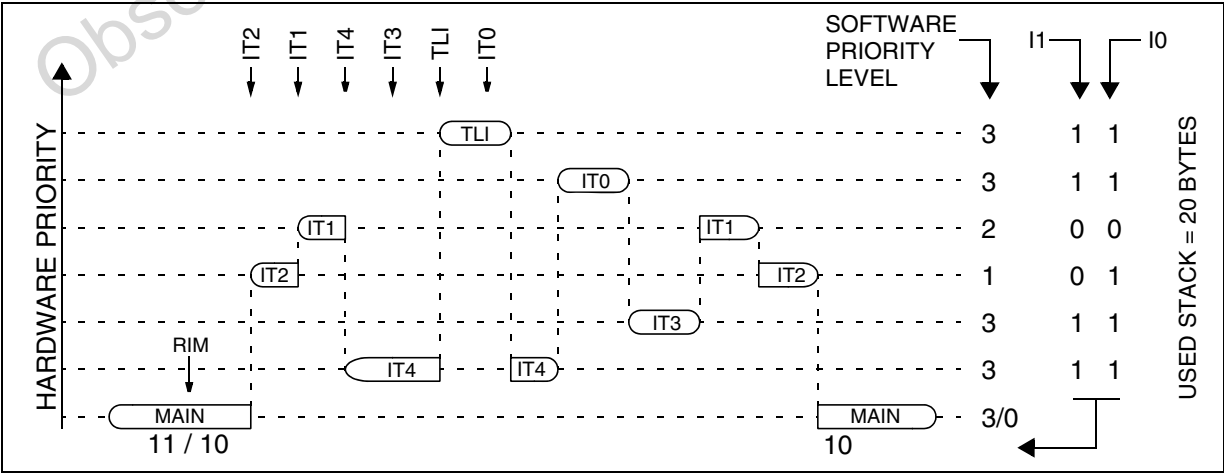 IT2 IT1 IT4 IT3 TLI IT0
SOFTWARE
PRIORITY
LEVEL
I1 I0
HARDWARE PRIORITY
TLI 3 1 1
IT0 3 1 1
IT1 IT1 2 0 0
IT2 IT2 1 0 1
IT3 3 1 1
RIM
IT4 IT4 3 1 1
MAIN MAIN 3/0
11 / 10 10
USED STACK = 20 BYTES